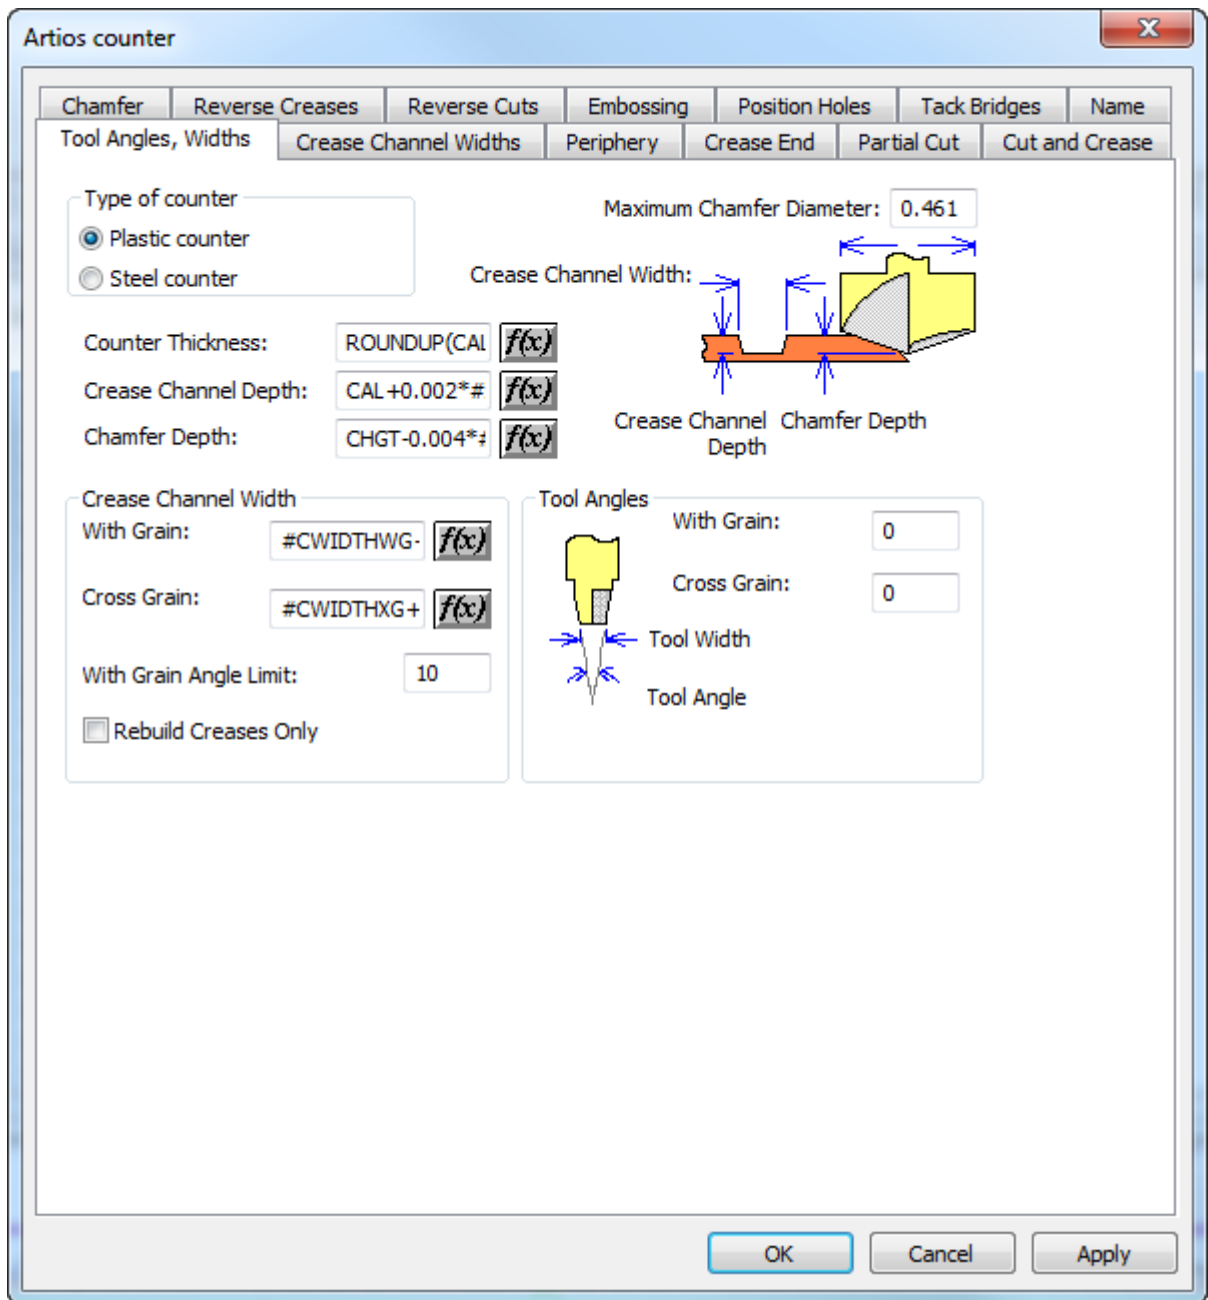 Artios counter
Chamfer Reverse Creases Reverse Cuts Embossing Position Holes Tack Bridges Name
Tool Angles, Widths Crease Channel Widths Periphery Crease End Partial Cut Cut and Crease
Type of counter
Plastic counter
Steel counter
Maximum Chamfer Diameter: 0.461
Crease Channel Width:
Counter Thickness: ROUNDUP(CAL f(x)
Crease Channel Depth: CAL+0.002*# f(x)
Chamfer Depth: CHGT-0.004*# f(x)
Crease Channel Depth
Chamfer Depth
Crease Channel Width
With Grain: #CWIDTHWG- f(x)
Cross Grain: #CWIDTHXG+ f(x)
With Grain Angle Limit: 10
Rebuild Creases Only
Tool Angles
With Grain: 0
Cross Grain: 0
Tool Width
Tool Angle
OK Cancel Apply